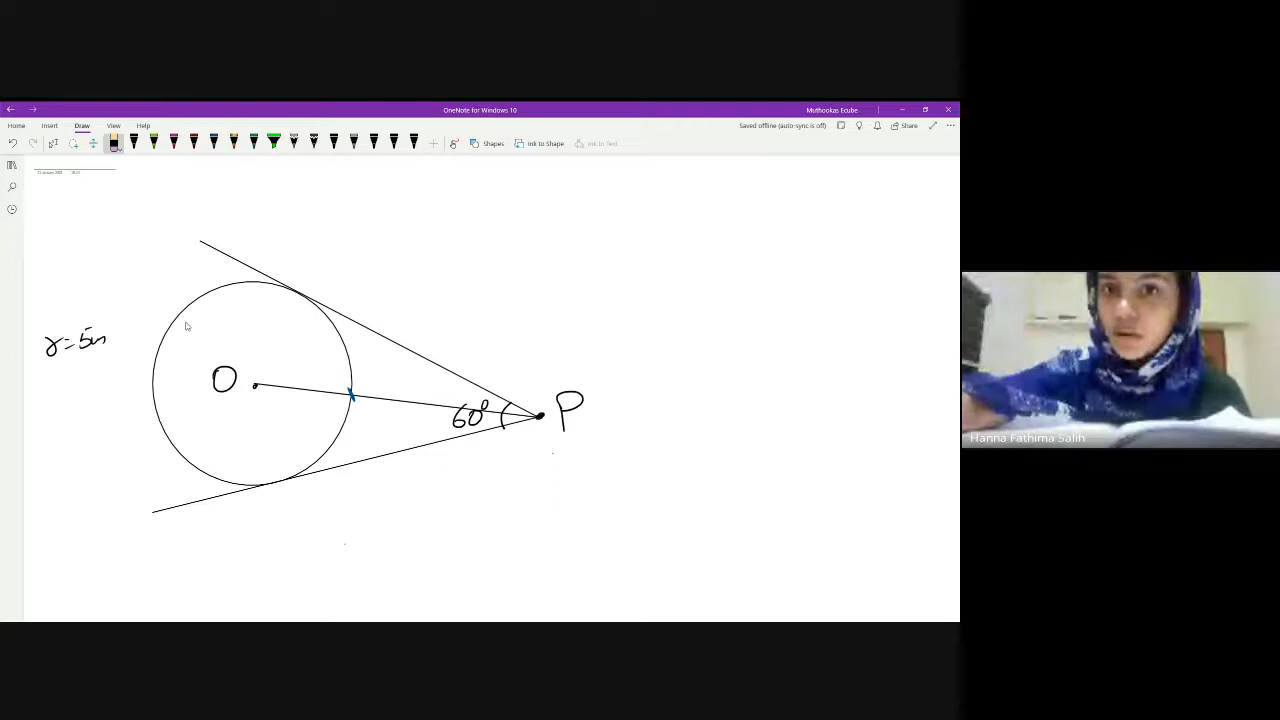 OneNote for Windows 10
Muthookas Ecube
Home Insert Draw View Help
Saved offline (auto-sync is off)
Share
Shapes
Ink to Shape
Ink to Text
r = 5cm
O
60°
P
Hanna Fathima Salih